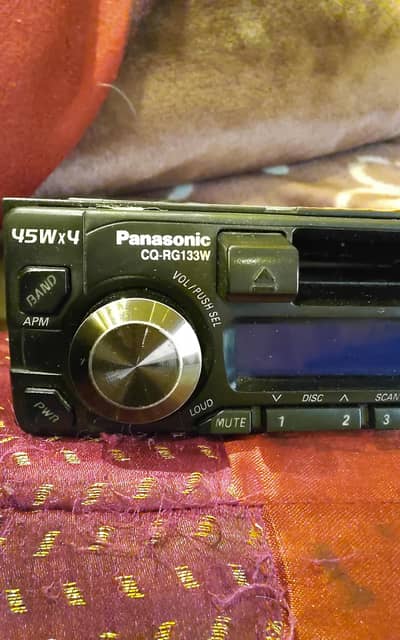 45Wx4
Panasonic
CQ-RG133W
VOL/PUSH SEL
BAND
APM
PWR
LOUD
MUTE
DISC
SCAN
1
2
3